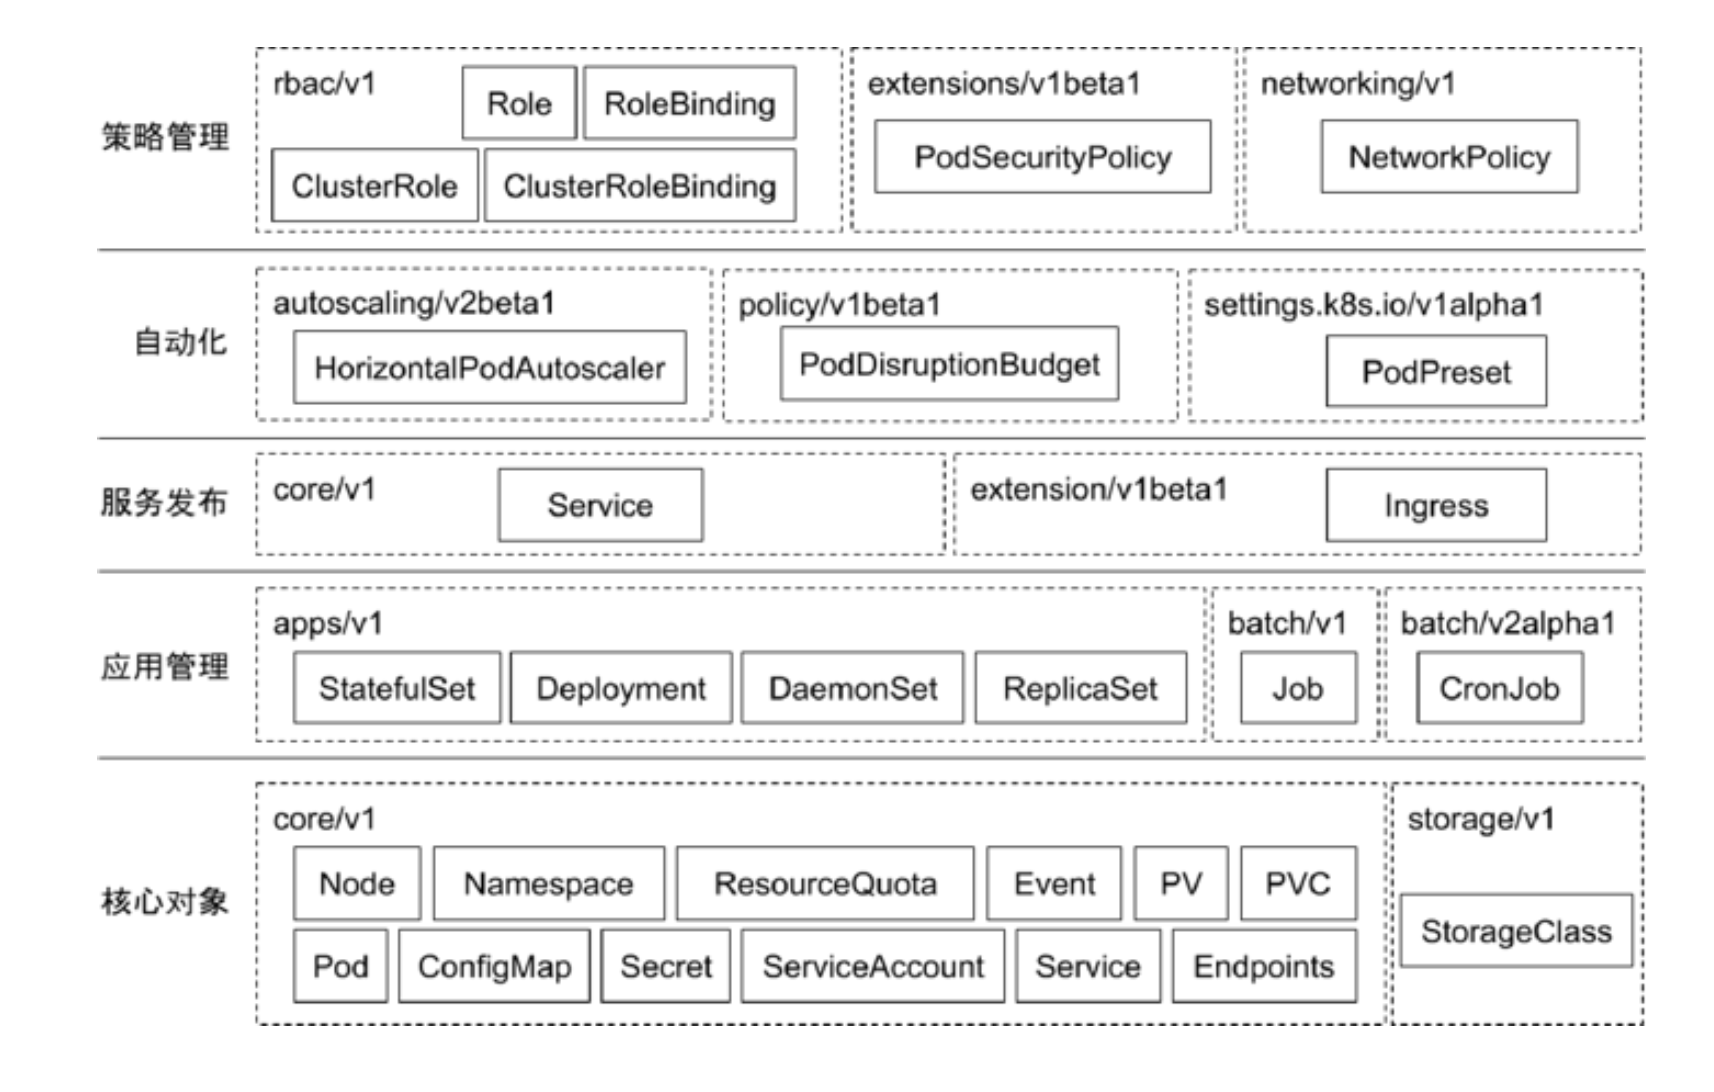 策略管理
rbac/v1
Role
RoleBinding
ClusterRole
ClusterRoleBinding
extensions/v1beta1
PodSecurityPolicy
networking/v1
NetworkPolicy
自动化
autoscaling/v2beta1
HorizontalPodAutoscaler
policy/v1beta1
PodDisruptionBudget
settings.k8s.io/v1alpha1
PodPreset
服务发布
core/v1
Service
extension/v1beta1
Ingress
应用管理
apps/v1
StatefulSet
Deployment
DaemonSet
ReplicaSet
batch/v1
Job
batch/v2alpha1
CronJob
核心对象
core/v1
Node
Namespace
ResourceQuota
Event
PV
PVC
Pod
ConfigMap
Secret
ServiceAccount
Service
Endpoints
storage/v1
StorageClass